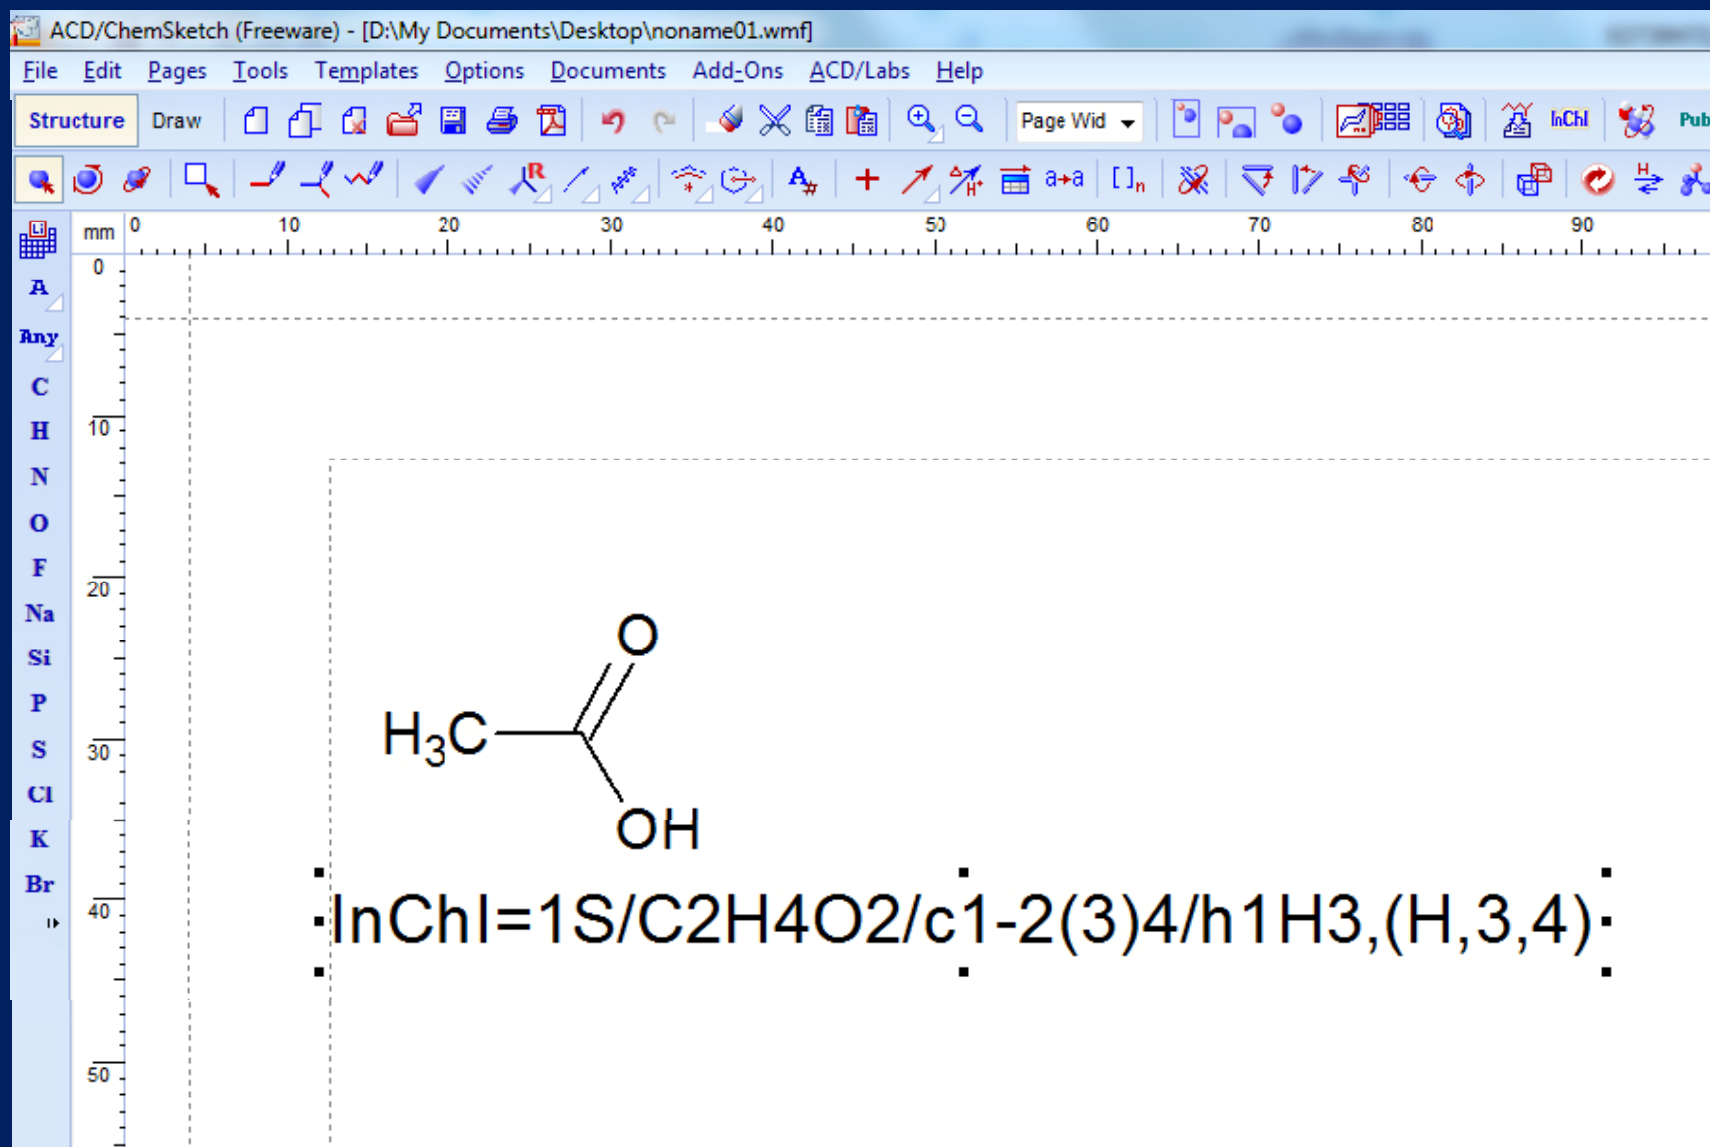 ACD/ChemSketch (Freeware) - [D:\My Documents\Desktop\noname01.wmf]
File Edit Pages Tools Templates Options Documents Add-Ons ACD/Labs Help
Structure Draw Page Wid InChI Pub
R A# H+ a→a []n H
Li mm 0 10 20 30 40 50 60 70 80 90
0
A
Any
C
10
H
N
O
F
20
Na
Si
P
S
30
Cl
K
Br
40
50
O
H3C
OH
InChI=1S/C2H4O2/c1-2(3)4/h1H3,(H,3,4)